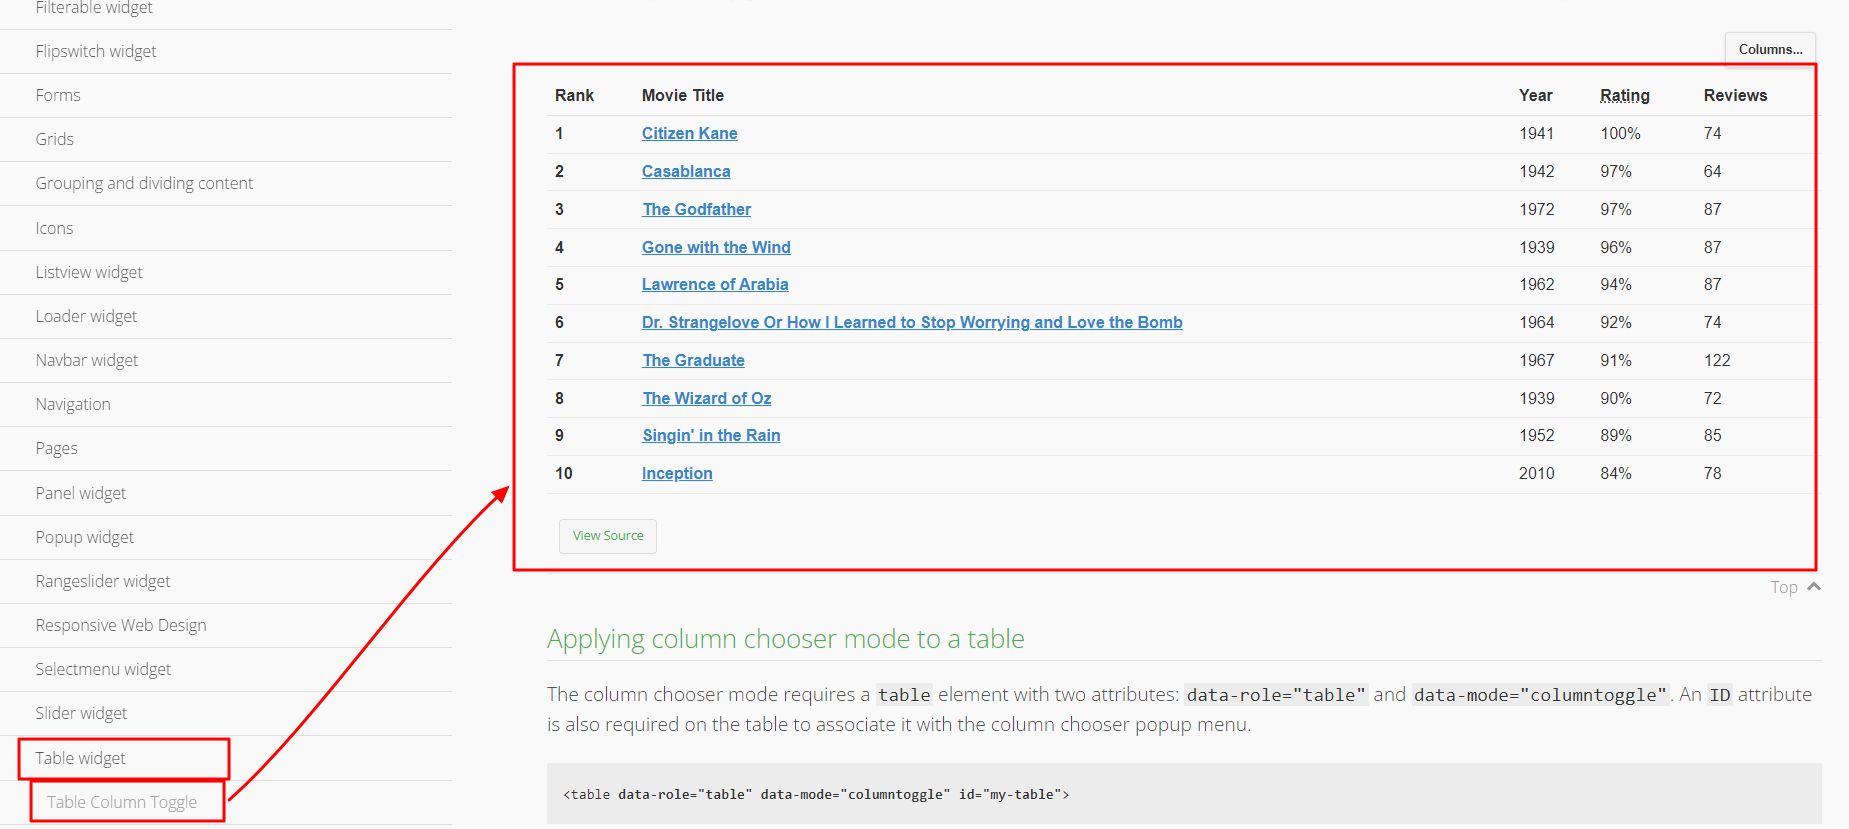 Filterable widget
Flipswitch widget
Forms
Grids
Grouping and dividing content
Icons
Listview widget
Loader widget
Navbar widget
Navigation
Pages
Panel widget
Popup widget
Rangeslider widget
Responsive Web Design
Selectmenu widget
Slider widget
Table widget
Table Column Toggle
Columns...
Rank Movie Title Year Rating Reviews
1 Citizen Kane 1941 100% 74
2 Casablanca 1942 97% 64
3 The Godfather 1972 97% 87
4 Gone with the Wind 1939 96% 87
5 Lawrence of Arabia 1962 94% 87
6 Dr. Strangelove Or How I Learned to Stop Worrying and Love the Bomb 1964 92% 74
7 The Graduate 1967 91% 122
8 The Wizard of Oz 1939 90% 72
9 Singin' in the Rain 1952 89% 85
10 Inception 2010 84% 78
View Source
Top
Applying column chooser mode to a table
The column chooser mode requires a table element with two attributes: data-role="table" and data-mode="columntoggle". An ID attribute
is also required on the table to associate it with the column chooser popup menu.
<table data-role="table" data-mode="columntoggle" id="my-table">